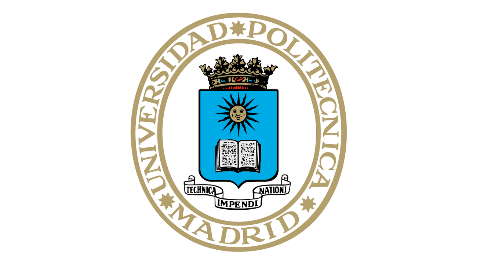 UNIVERSIDAD POLITECNICA
MADRID
TECHNICA
IMPENDI
NATIONI